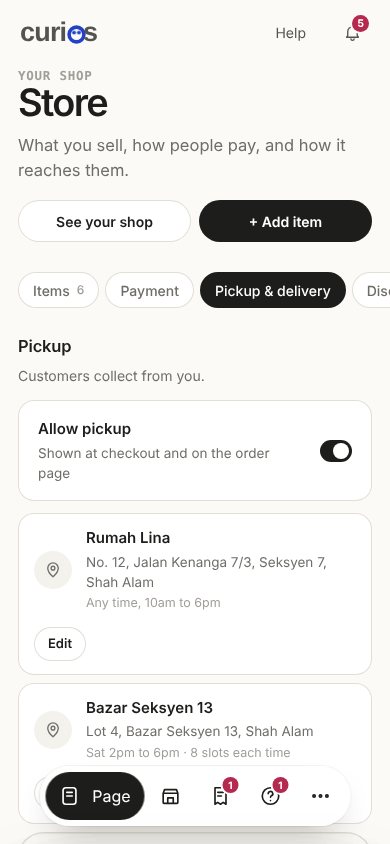 curios
Help
5
YOUR SHOP
Store
What you sell, how people pay, and how it
reaches them.
See your shop
+ Add item
Items 6
Payment
Pickup & delivery
Pickup
Customers collect from you.
Allow pickup
Shown at checkout and on the order
page
Rumah Lina
No. 12, Jalan Kenanga 7/3, Seksyen 7,
Shah Alam
Any time, 10am to 6pm
Edit
Bazar Seksyen 13
Lot 4, Bazar Seksyen 13, Shah Alam
Sat 2pm to 6pm · 8 slots each time
Page
1
1